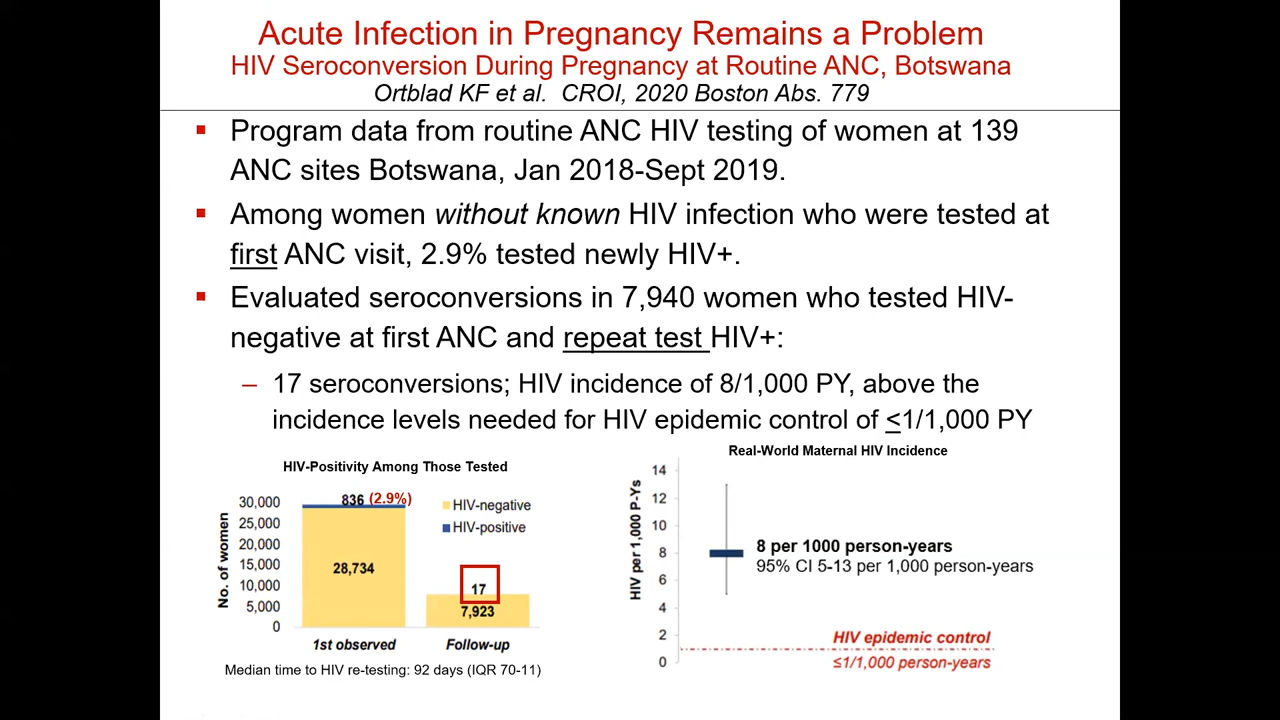 Acute Infection in Pregnancy Remains a Problem
HIV Seroconversion During Pregnancy at Routine ANC, Botswana
Ortblad KF et al. CROI, 2020 Boston Abs. 779
▪ Program data from routine ANC HIV testing of women at 139
ANC sites Botswana, Jan 2018-Sept 2019.
▪ Among women without known HIV infection who were tested at
first ANC visit, 2.9% tested newly HIV+.
▪ Evaluated seroconversions in 7,940 women who tested HIV-
negative at first ANC and repeat test HIV+:
– 17 seroconversions; HIV incidence of 8/1,000 PY, above the
incidence levels needed for HIV epidemic control of ≤1/1,000 PY
HIV-Positivity Among Those Tested
No. of women
30,000
25,000
20,000
15,000
10,000
5,000
0
836 (2.9%)
28,734
17
7,923
HIV-negative
HIV-positive
1st observed
Follow-up
Median time to HIV re-testing: 92 days (IQR 70-11)
Real-World Maternal HIV Incidence
HIV per 1,000 P-Ys
14
12
10
8
6
4
2
0
8 per 1000 person-years
95% CI 5-13 per 1,000 person-years
HIV epidemic control
≤1/1,000 person-years